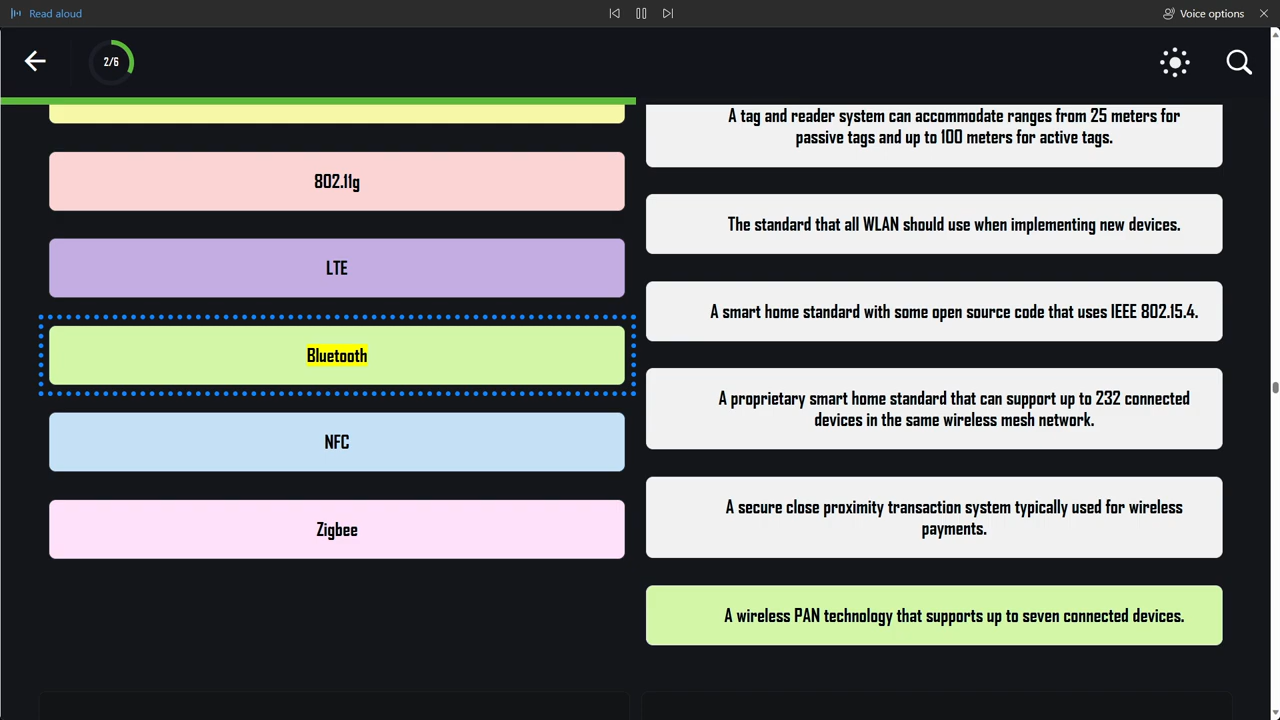 Read aloud
Voice options
2/6
802.11g
LTE
Bluetooth
NFC
Zigbee
A tag and reader system can accommodate ranges from 25 meters for
passive tags and up to 100 meters for active tags.
The standard that all WLAN should use when implementing new devices.
A smart home standard with some open source code that uses IEEE 802.15.4.
A proprietary smart home standard that can support up to 232 connected
devices in the same wireless mesh network.
A secure close proximity transaction system typically used for wireless
payments.
A wireless PAN technology that supports up to seven connected devices.